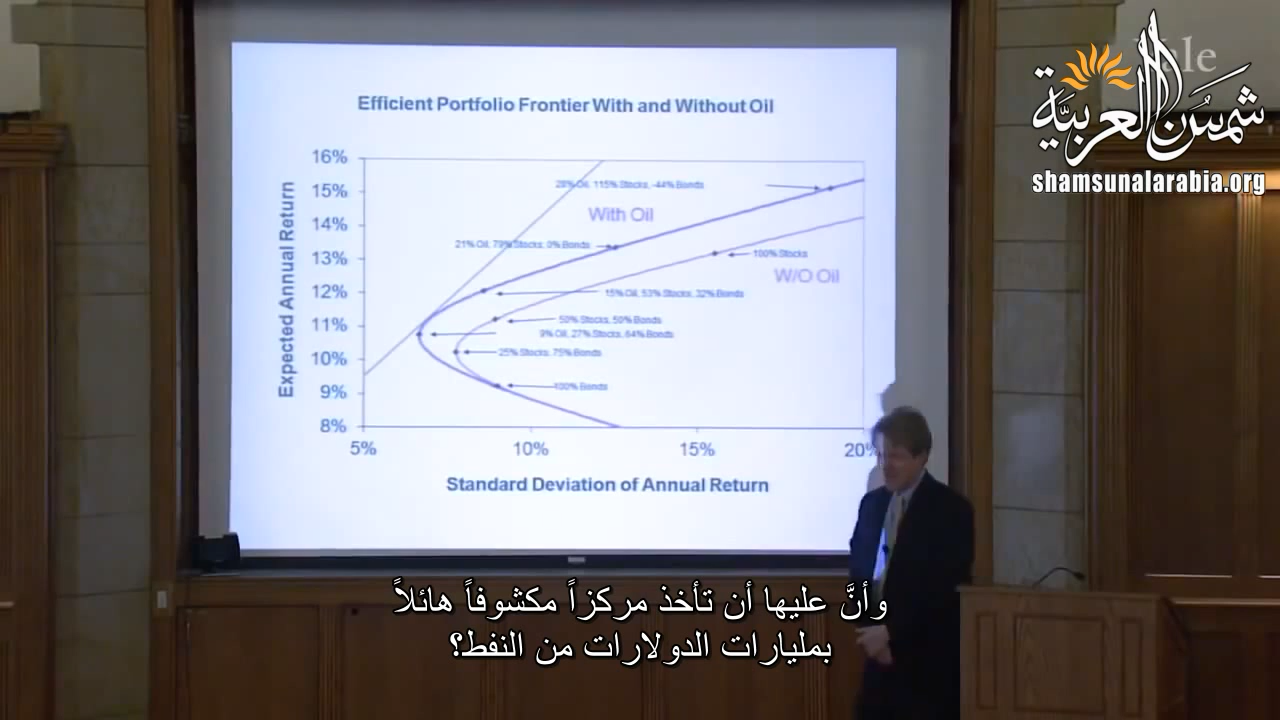 Yale
شمسُ العربيَّة
shamsunalarabia.org
Efficient Portfolio Frontier With and Without Oil
Expected Annual Return
16%
15%
14%
13%
12%
11%
10%
9%
8%
28% Oil, 115% Stocks, -44% Bonds
With Oil
21% Oil, 79% Stocks, 0% Bonds
100% Stocks
W/O Oil
15% Oil, 53% Stocks, 32% Bonds
50% Stocks, 50% Bonds
9% Oil, 27% Stocks, 64% Bonds
25% Stocks, 75% Bonds
100% Bonds
5% 10% 15% 20%
Standard Deviation of Annual Return
وأنَّ عليها أن تأخذ مركزاً مكشوفاً هائلاً
بمليارات الدولارات من النفط؟